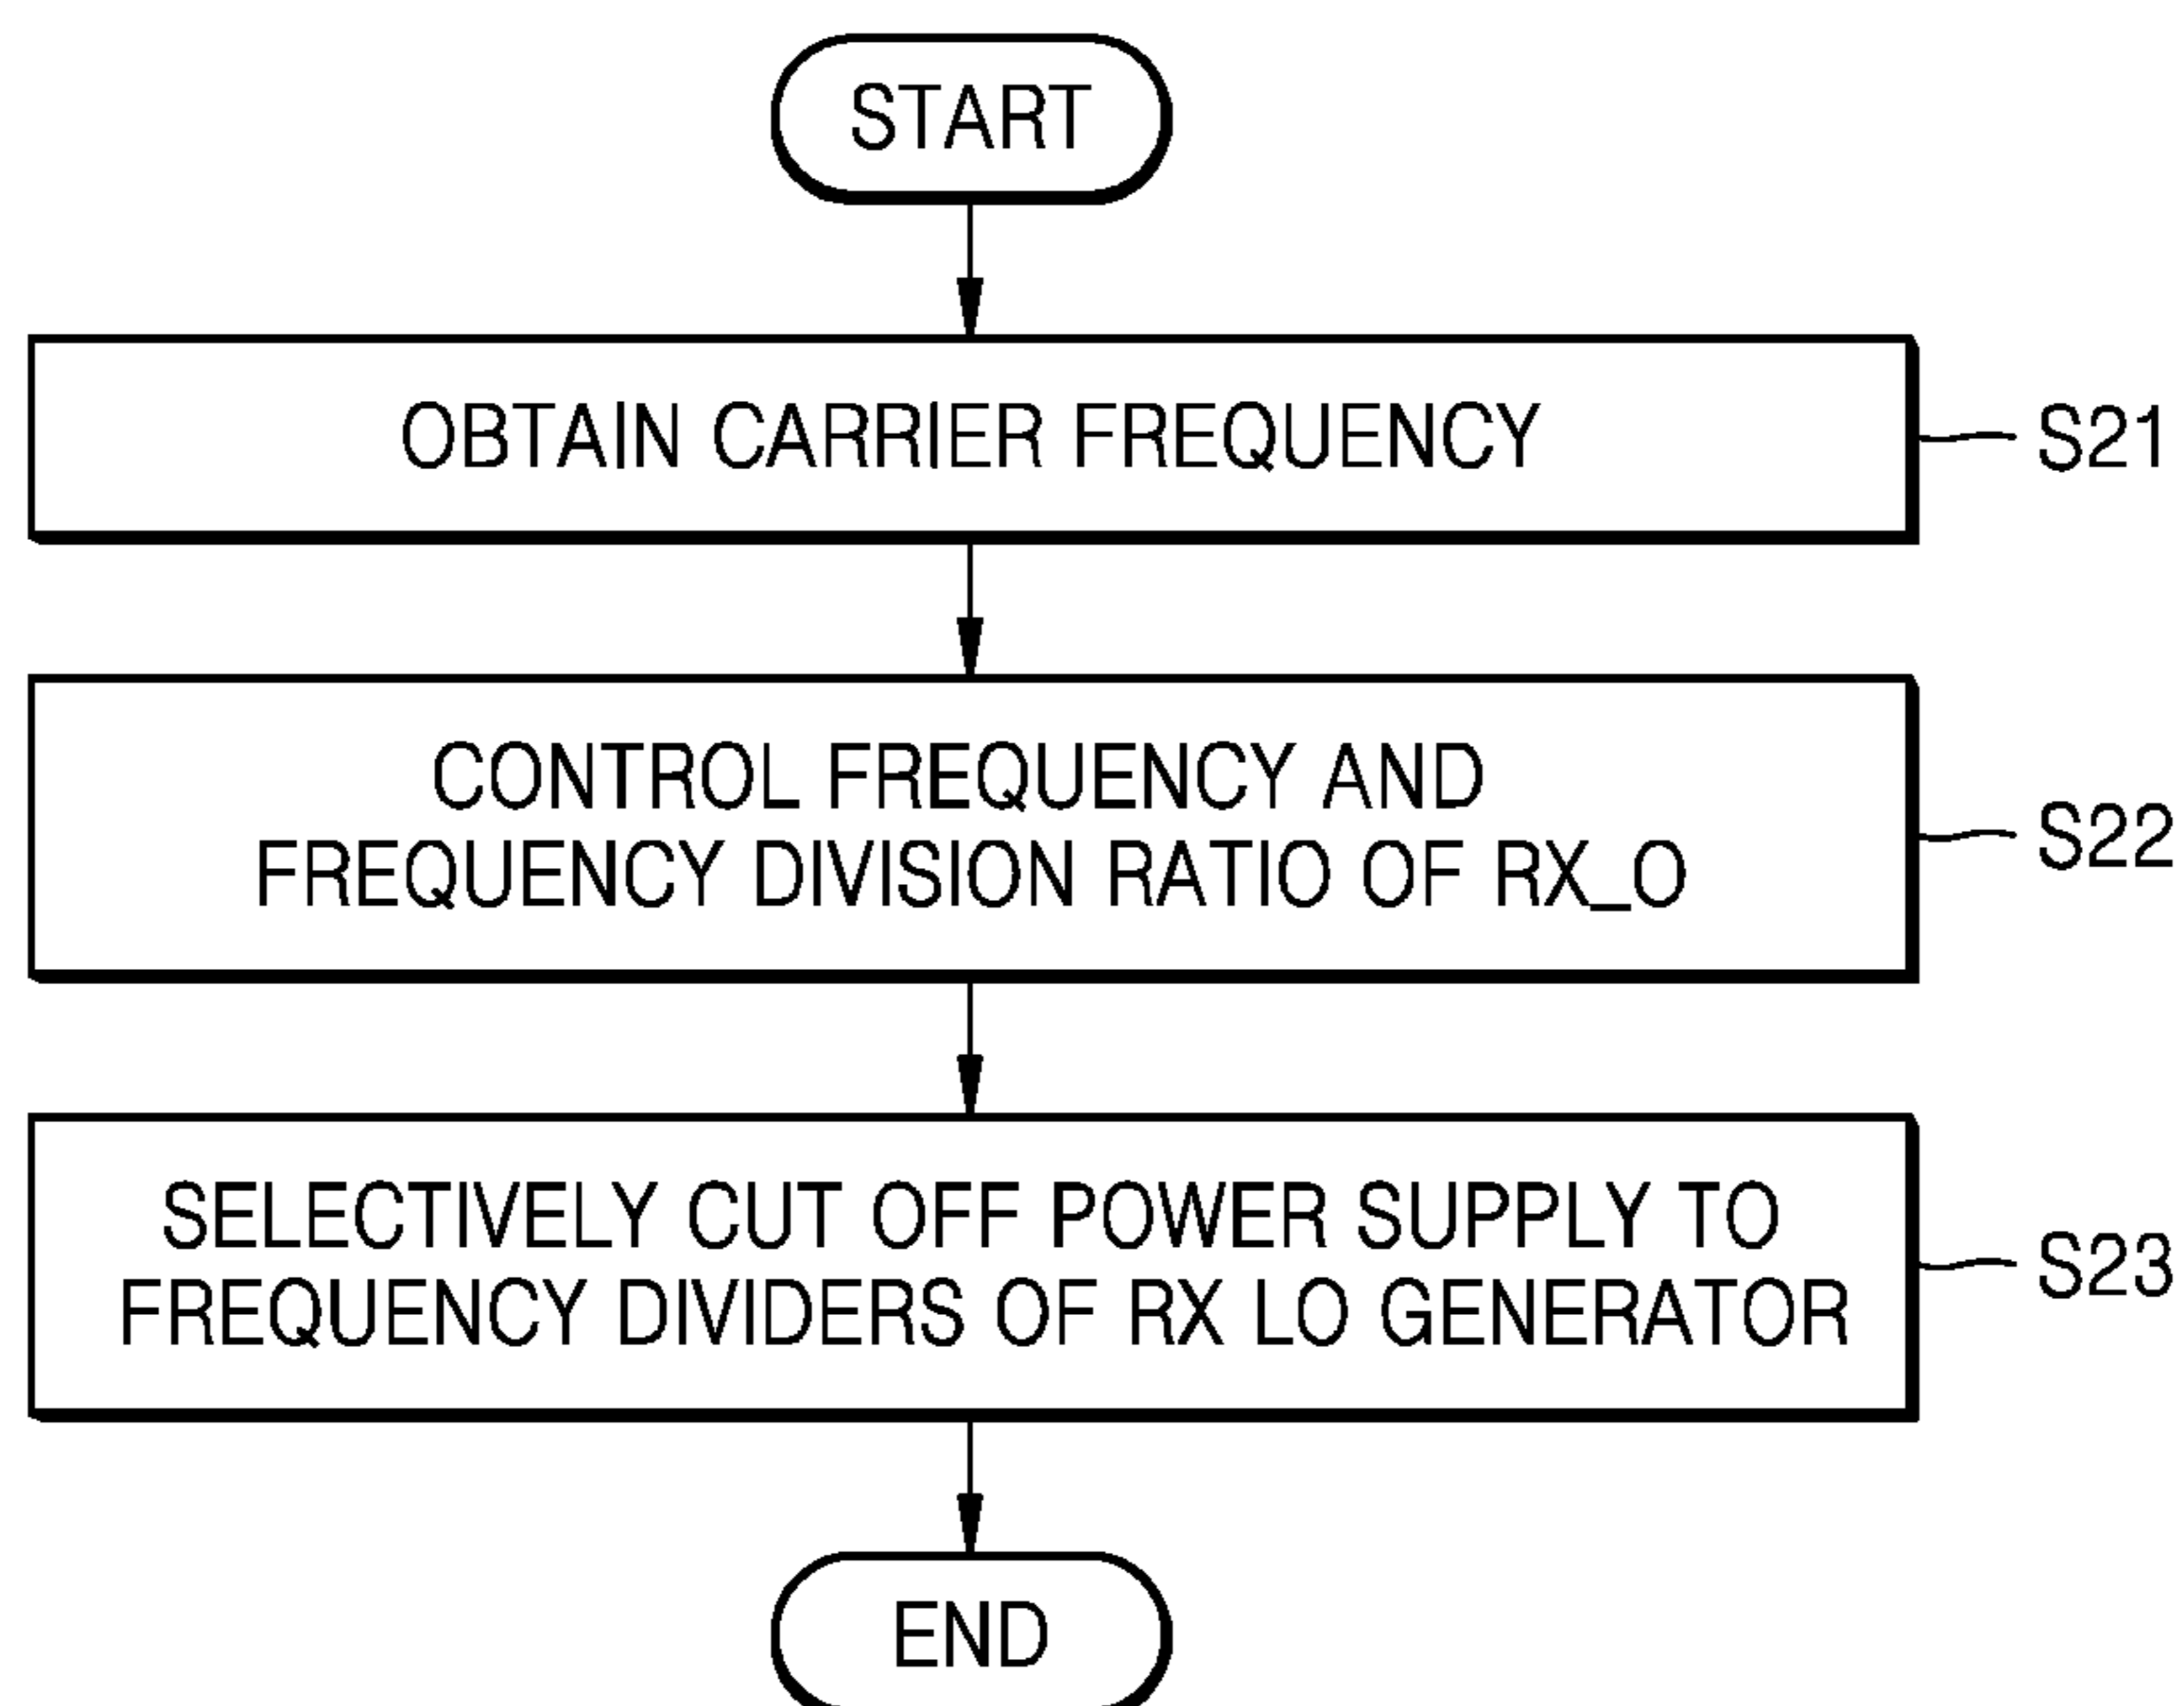 START
OBTAIN CARRIER FREQUENCY
S21
CONTROL FREQUENCY AND
FREQUENCY DIVISION RATIO OF RX_O
S22
SELECTIVELY CUT OFF POWER SUPPLY TO
FREQUENCY DIVIDERS OF RX LO GENERATOR
S23
END